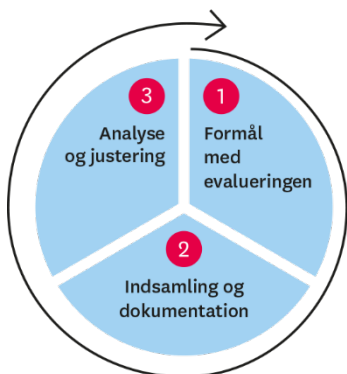 1
Formål
med
evalueringen
2
Indsamling og
dokumentation
3
Analyse
og justering